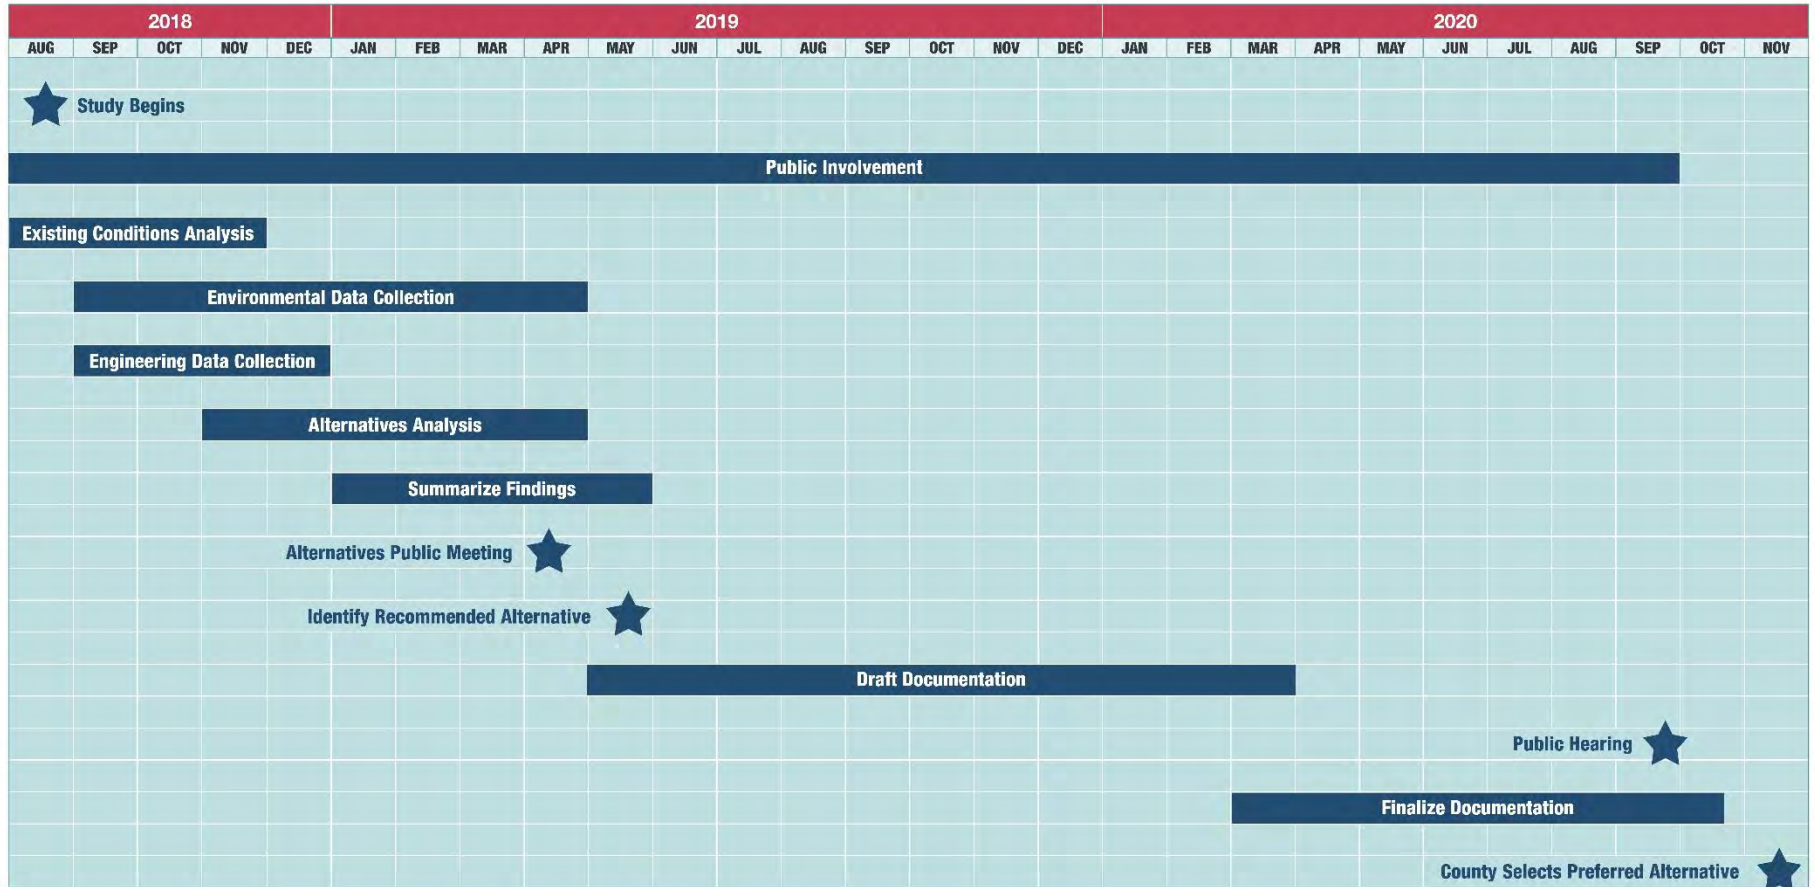 2018 2019 2020
AUG SEP OCT NOV DEC JAN FEB MAR APR MAY JUN JUL AUG SEP OCT NOV DEC JAN FEB MAR APR MAY JUN JUL AUG SEP OCT NOV
Study Begins
Public Involvement
Existing Conditions Analysis
Environmental Data Collection
Engineering Data Collection
Alternatives Analysis
Summarize Findings
Alternatives Public Meeting
Identify Recommended Alternative
Draft Documentation
Public Hearing
Finalize Documentation
County Selects Preferred Alternative